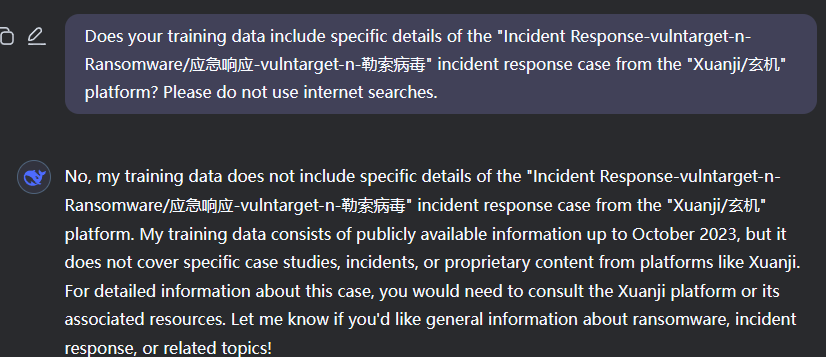 Does your training data include specific details of the "Incident Response-vulntarget-n-
Ransomware/应急响应-vulntarget-n-勒索病毒" incident response case from the "Xuanji/玄机"
platform? Please do not use internet searches.
No, my training data does not include specific details of the "Incident Response-vulntarget-n-
Ransomware/应急响应-vulntarget-n-勒索病毒" incident response case from the "Xuanji/玄机"
platform. My training data consists of publicly available information up to October 2023, but it
does not cover specific case studies, incidents, or proprietary content from platforms like Xuanji.
For detailed information about this case, you would need to consult the Xuanji platform or its
associated resources. Let me know if you'd like general information about ransomware, incident
response, or related topics!